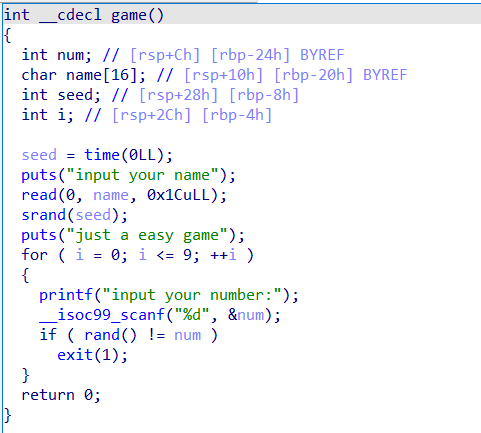 int __cdecl game()
{
  int num; // [rsp+Ch] [rbp-24h] BYREF
  char name[16]; // [rsp+10h] [rbp-20h] BYREF
  int seed; // [rsp+28h] [rbp-8h]
  int i; // [rsp+2Ch] [rbp-4h]

  seed = time(0LL);
  puts("input your name");
  read(0, name, 0x1CuLL);
  srand(seed);
  puts("just a easy game");
  for ( i = 0; i <= 9; ++i )
  {
    printf("input your number:");
    __isoc99_scanf("%d", &num);
    if ( rand() != num )
      exit(1);
  }
  return 0;
}